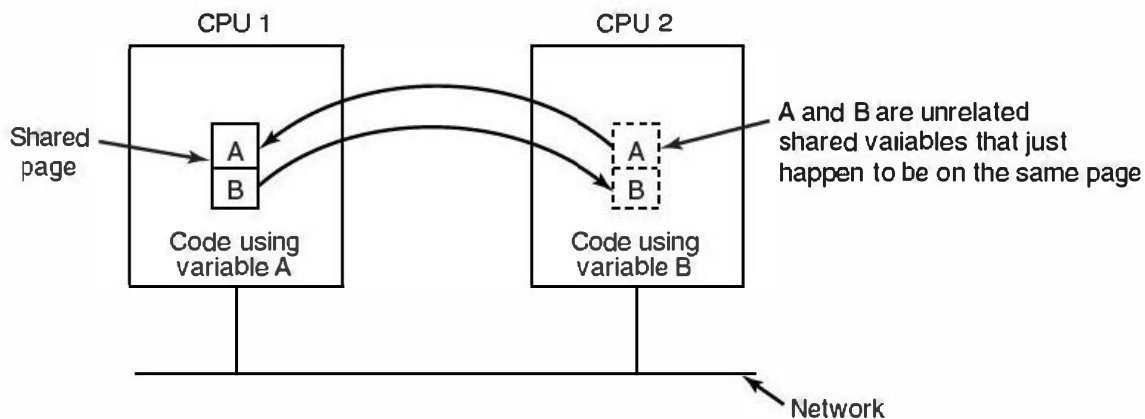 CPU 1
CPU 2
Shared
page
A
B
A
B
A and B are unrelated
shared variables that just
happen to be on the same page
Code using
variable A
Code using
variable B
Network